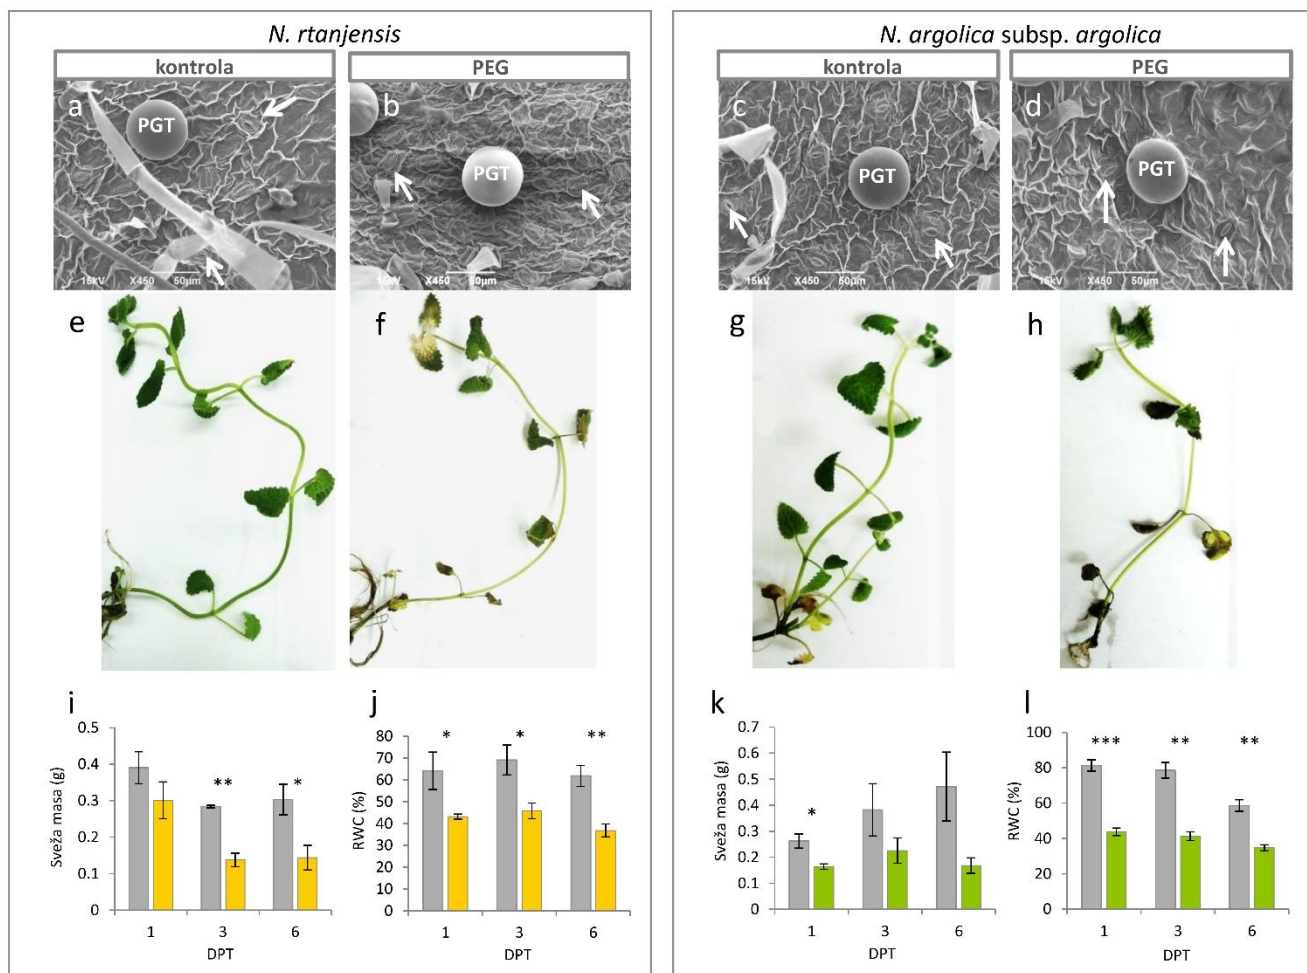 N. rtanjensis
kontrola
PEG
a
PGT
15kV X450 50µm
b
PGT
15kV X450 50µm
e
f
i
Sveža masa (g)
0.5
0.4
0.3
0.2
0.1
0
** *
1 3 6
DPT
j
RWC (%)
80
70
60
50
40
30
20
10
0
* * **
1 3 6
DPT
N. argolica subsp. argolica
kontrola
PEG
c
PGT
15kV X450 50µm
d
PGT
15kV X450 50µm
g
h
k
Sveža masa (g)
0.7
0.6
0.5
0.4
0.3
0.2
0.1
0
*
1 3 6
DPT
l
RWC (%)
100
80
60
40
20
0
*** ** **
1 3 6
DPT